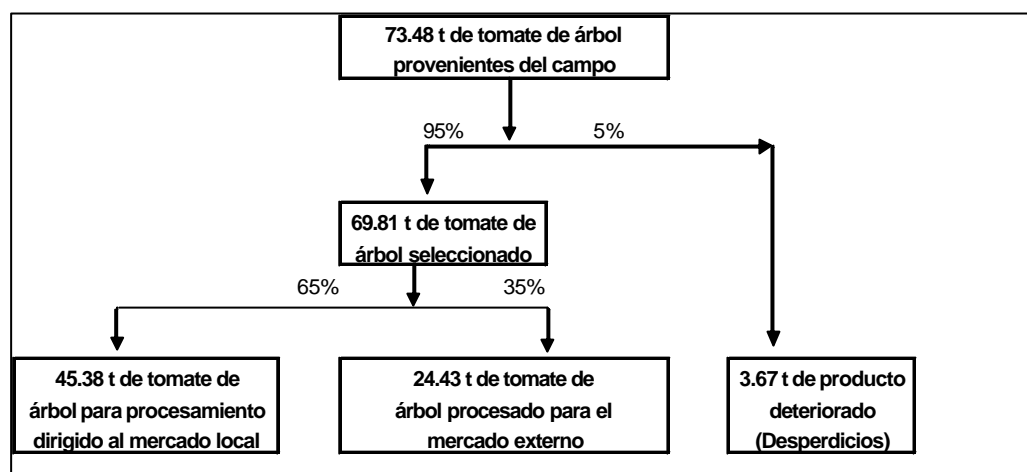 73.48 t de tomate de árbol
provenientes del campo
95%
5%
69.81 t de tomate de
árbol seleccionado
65%
35%
45.38 t de tomate de
árbol para procesamiento
dirigido al mercado local
24.43 t de tomate de
árbol procesado para el
mercado externo
3.67 t de producto
deteriorado
(Desperdicios)